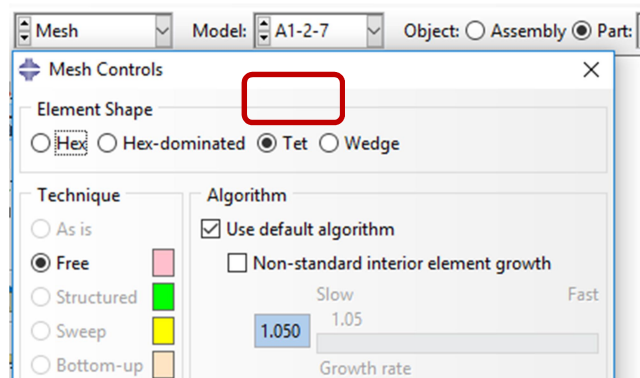 Mesh Model: A1-2-7 Object: Assembly Part:
Mesh Controls
Element Shape
Hex Hex-dominated Tet Wedge
Technique Algorithm
As is Use default algorithm
Free Non-standard interior element growth
Structured Slow Fast
1.05
Sweep 1.050
Bottom-up Growth rate